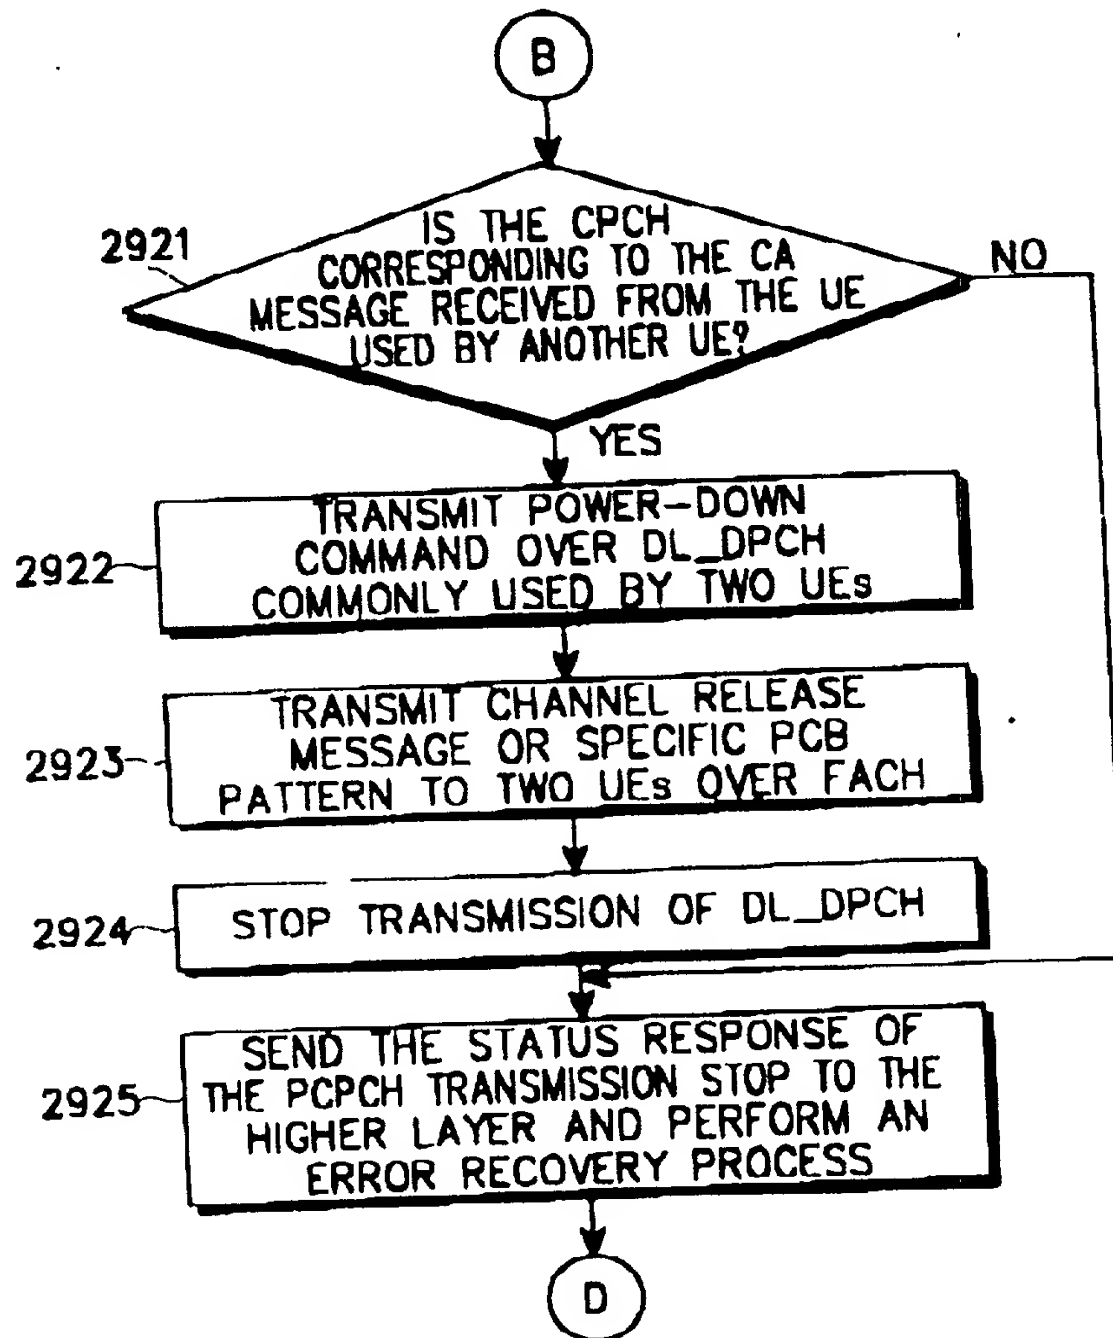 B
2921
IS THE CPCH
CORRESPONDING TO THE CA
MESSAGE RECEIVED FROM THE UE
USED BY ANOTHER UE?
NO
YES
2922
TRANSMIT POWER-DOWN
COMMAND OVER DL_DPCH
COMMONLY USED BY TWO UEs
2923
TRANSMIT CHANNEL RELEASE
MESSAGE OR SPECIFIC PCB
PATTERN TO TWO UEs OVER FACH
2924
STOP TRANSMISSION OF DL_DPCH
2925
SEND THE STATUS RESPONSE OF
THE PCPCH TRANSMISSION STOP TO THE
HIGHER LAYER AND PERFORM AN
ERROR RECOVERY PROCESS
D